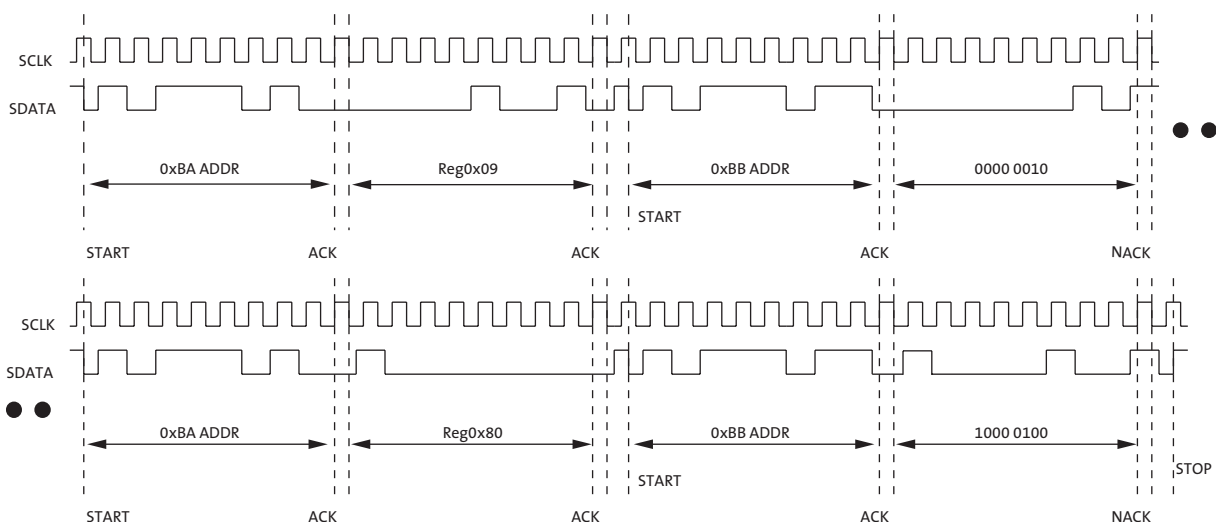 SCLK
SDATA
0xBA ADDR Reg0x09 0xBB ADDR 0000 0010
START
START ACK ACK ACK NACK
SCLK
SDATA
0xBA ADDR Reg0x80 0xBB ADDR 1000 0100
STOP
START
START ACK ACK ACK NACK